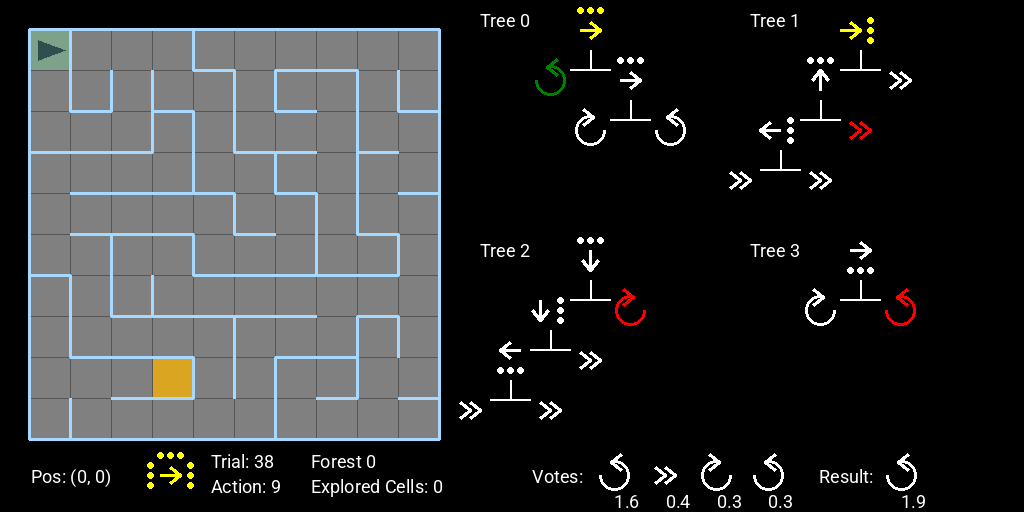 Tree 0
Tree 1
Tree 2
Tree 3
Pos: (0, 0)
Trial: 38
Forest 0
Action: 9
Explored Cells: 0
Votes:
1.6
0.4
0.3
0.3
Result:
1.9